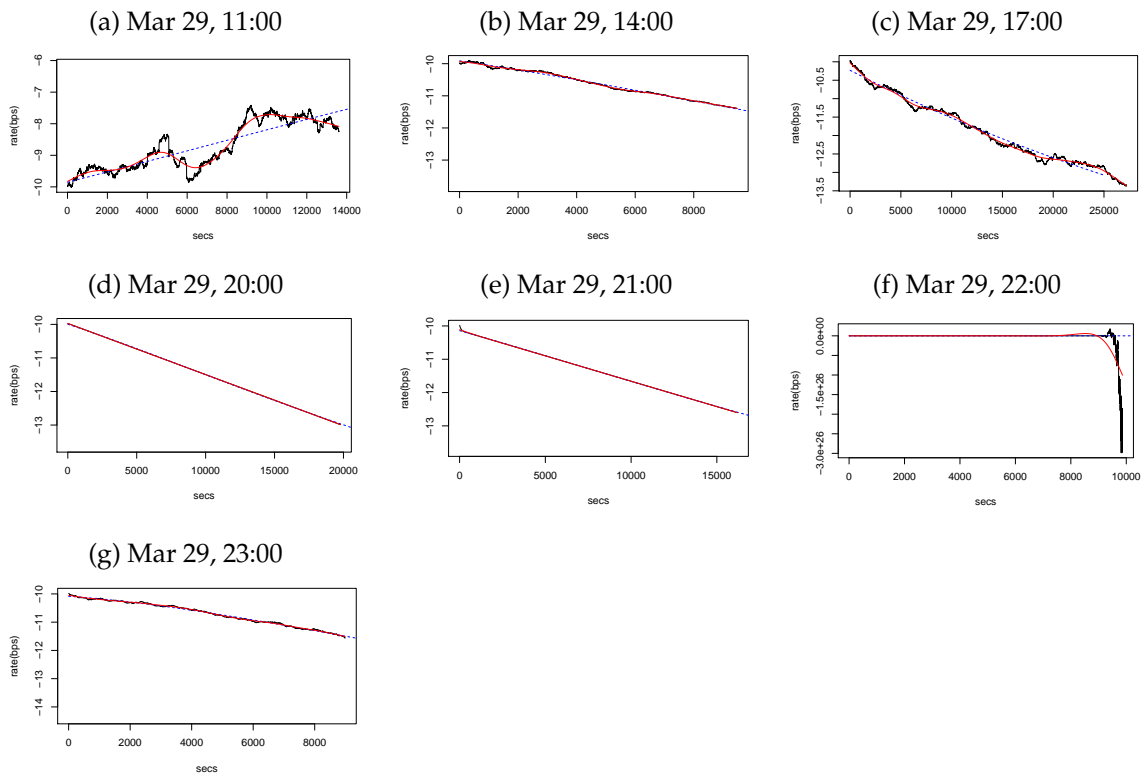 (a) Mar 29, 11:00
(b) Mar 29, 14:00
(c) Mar 29, 17:00
rate(bps)
−6
−7
−8
−9
−10
0 2000 4000 6000 8000 10000 12000 14000
secs
rate(bps)
−10
−11
−12
−13
0 2000 4000 6000 8000
secs
rate(bps)
−10.5
−11.5
−12.5
−13.5
0 5000 10000 15000 20000 25000
secs
(d) Mar 29, 20:00
(e) Mar 29, 21:00
(f) Mar 29, 22:00
rate(bps)
−10
−11
−12
−13
0 5000 10000 15000 20000
secs
rate(bps)
−10
−11
−12
−13
0 5000 10000 15000
secs
rate(bps)
0.0e+00
−1.5e+26
−3.0e+26
0 2000 4000 6000 8000 10000
secs
(g) Mar 29, 23:00
rate(bps)
−10
−11
−12
−13
−14
0 2000 4000 6000 8000
secs